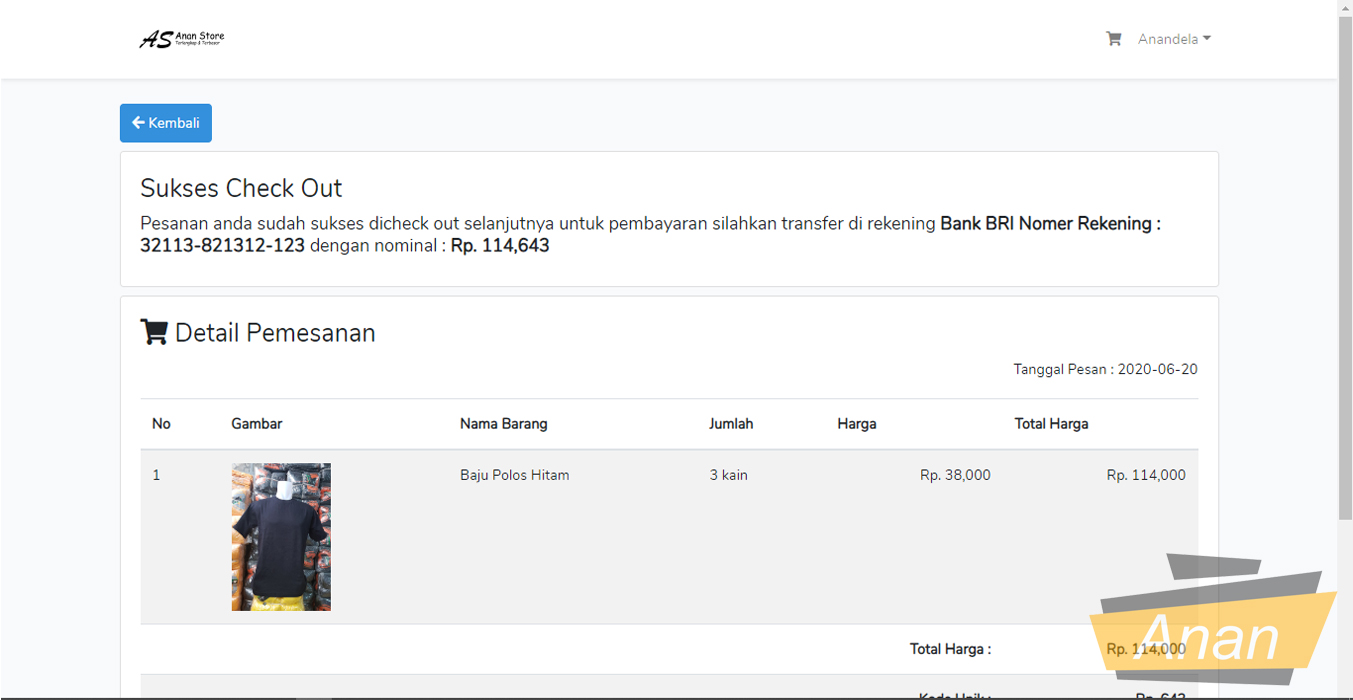 AS Anan Store
Terlengkap & Terbesar
Anandela
Kembali
Sukses Check Out
Pesanan anda sudah sukses dicheck out selanjutnya untuk pembayaran silahkan transfer di rekening Bank BRI Nomer Rekening :
32113-821312-123 dengan nominal : Rp. 114,643
Detail Pemesanan
Tanggal Pesan : 2020-06-20
No Gambar Nama Barang Jumlah Harga Total Harga
1 Baju Polos Hitam 3 kain Rp. 38,000 Rp. 114,000
Total Harga : Rp. 114,000
Anan
Kode Unik : Rp. 643